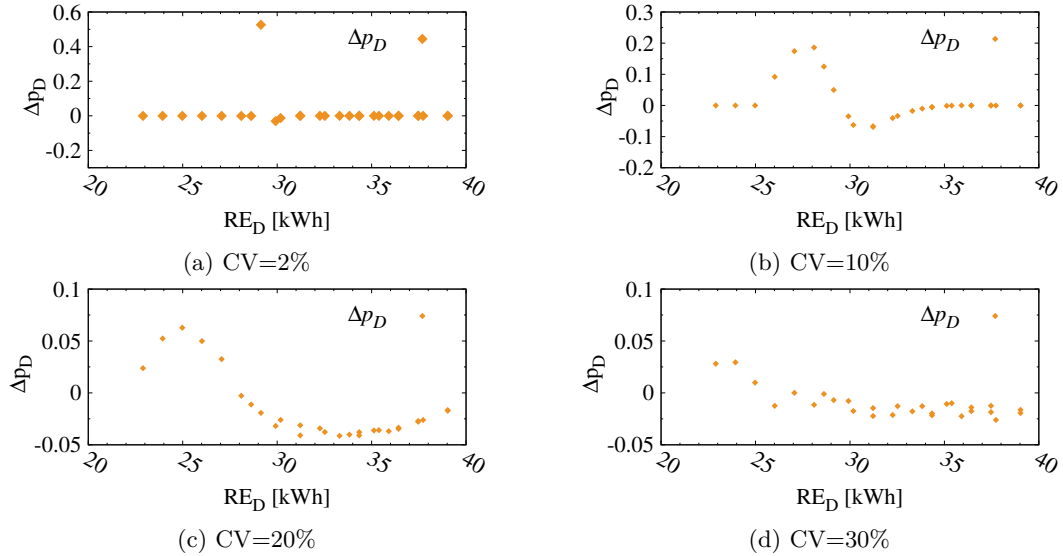 0.6
0.4
0.2
0
-0.2
Δp_D
Δp_D
20
25
30
35
40
RE_D [kWh]
(a) CV=2%
0.3
0.2
0.1
0
-0.1
-0.2
Δp_D
Δp_D
20
25
30
35
40
RE_D [kWh]
(b) CV=10%
0.1
0.05
0
-0.05
Δp_D
Δp_D
20
25
30
35
40
RE_D [kWh]
(c) CV=20%
0.1
0.05
0
-0.05
Δp_D
Δp_D
20
25
30
35
40
RE_D [kWh]
(d) CV=30%